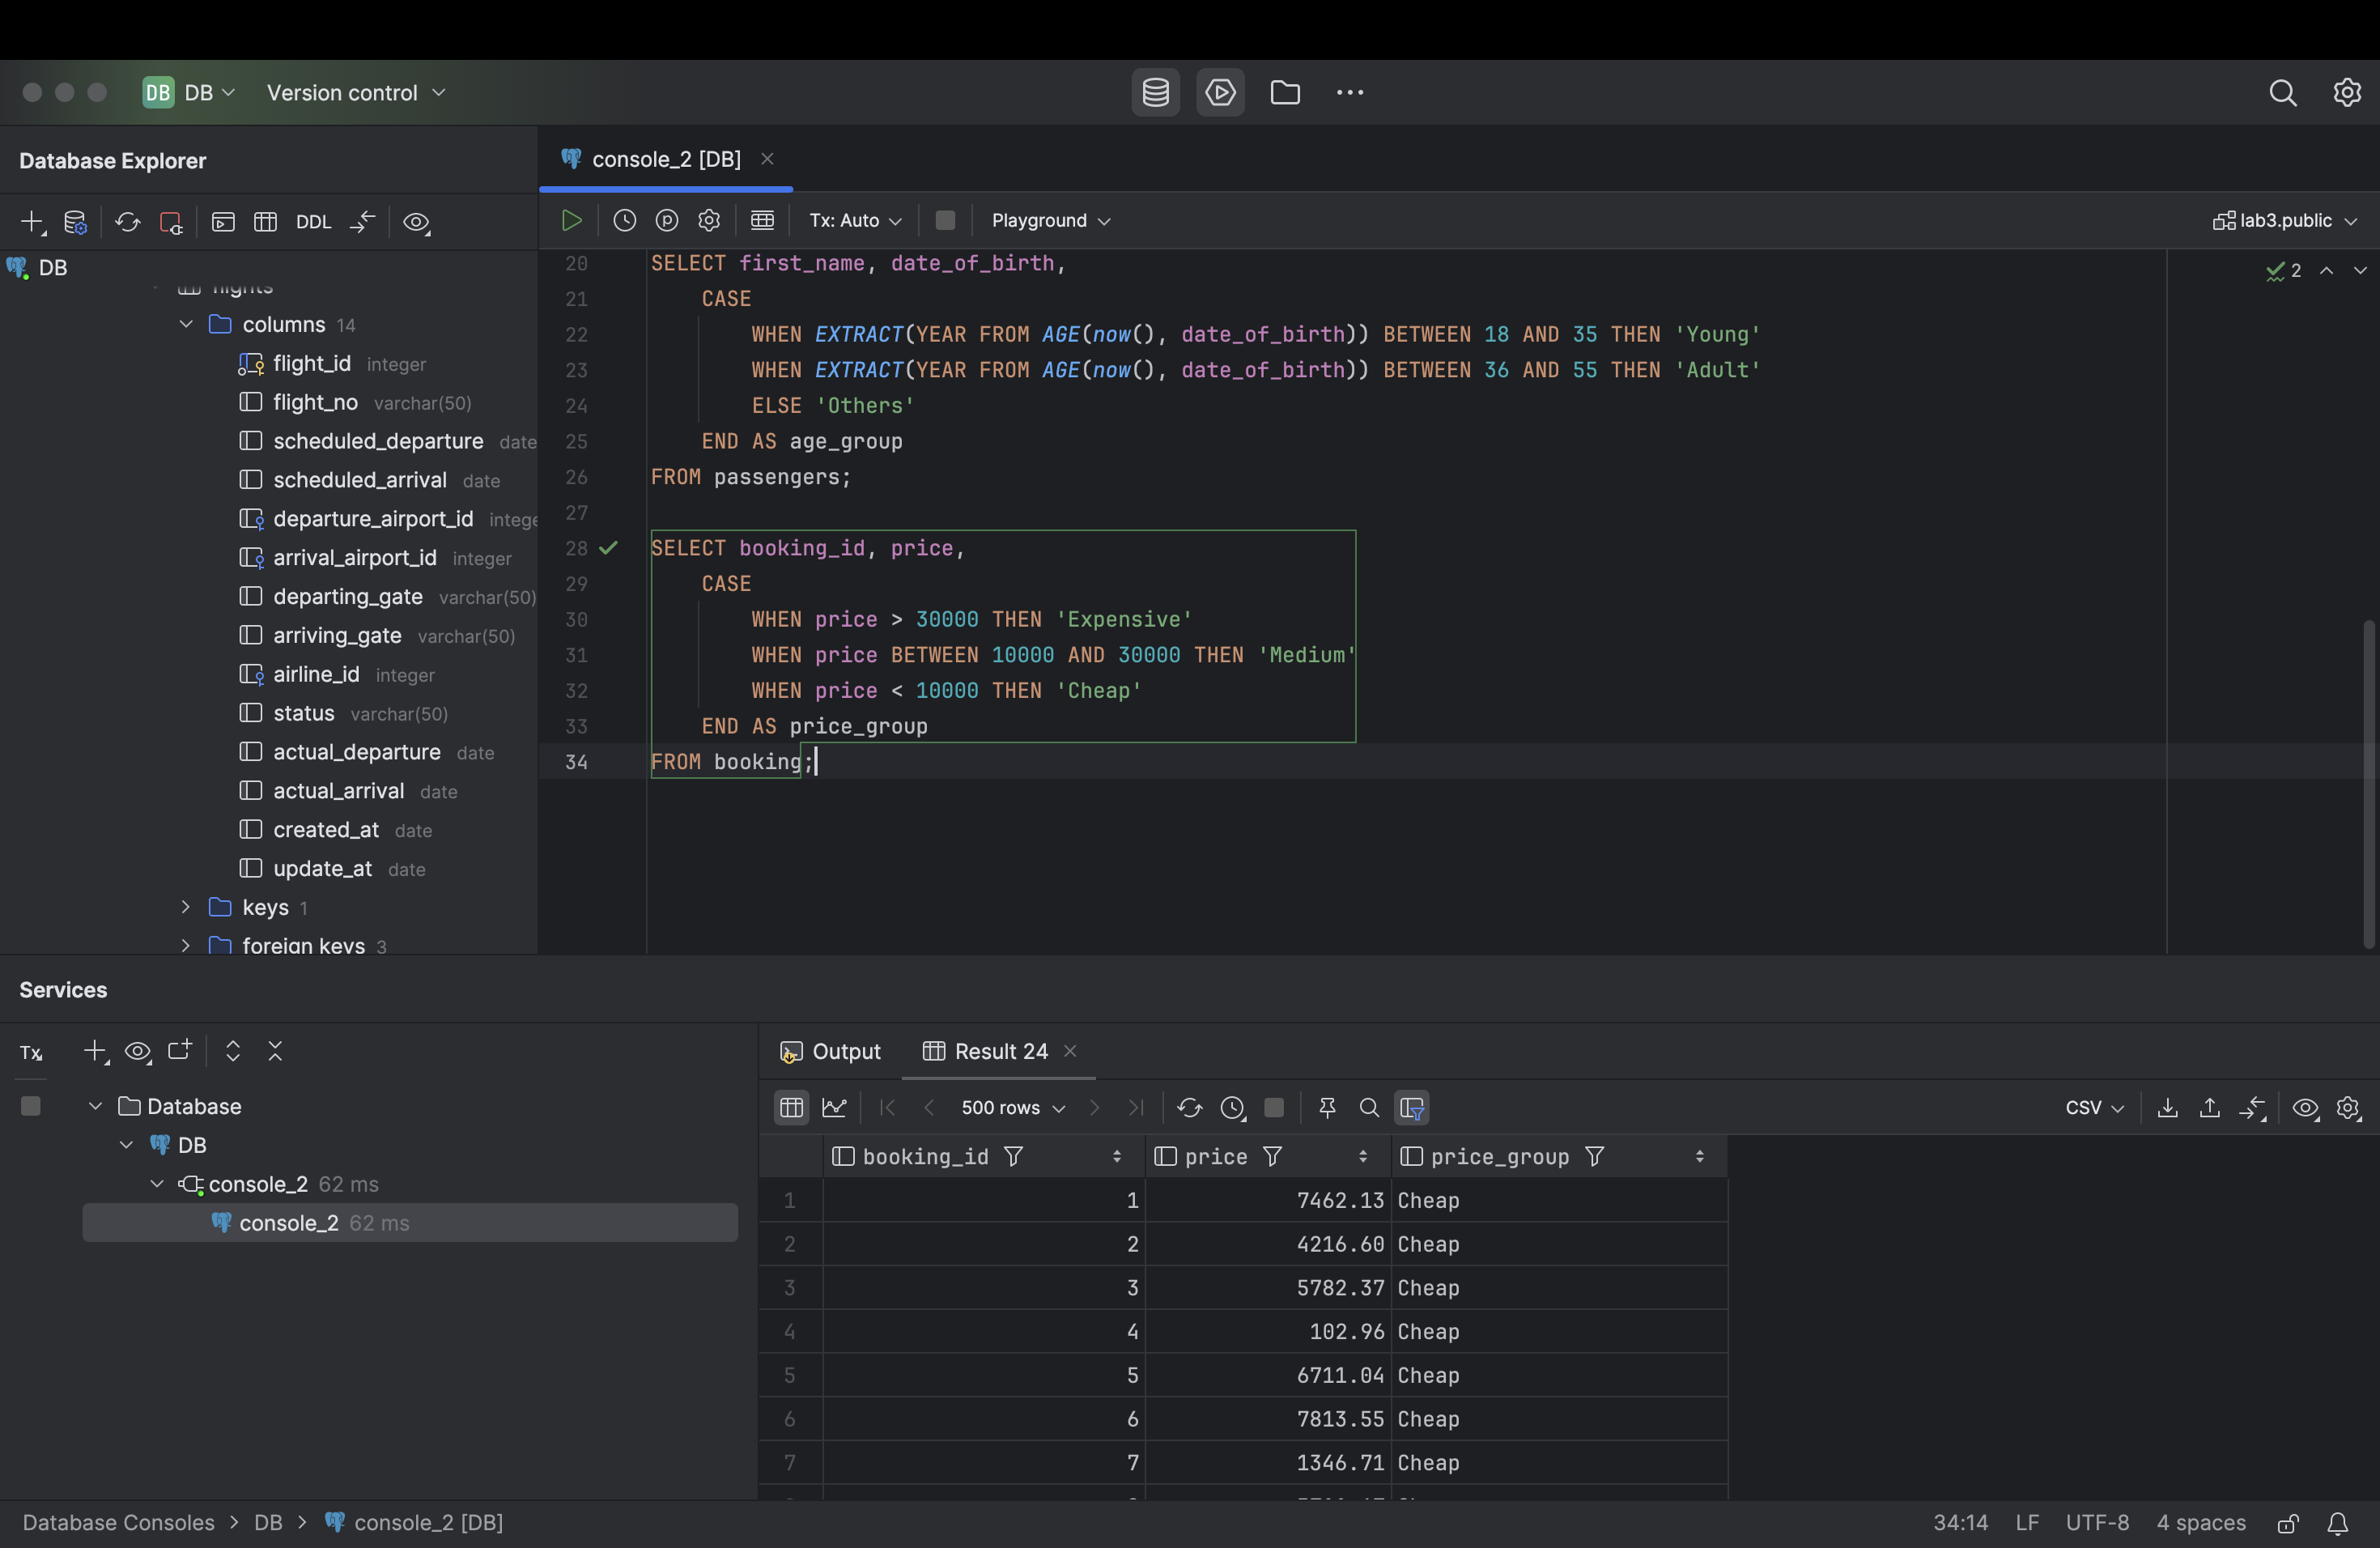 DB DB Version control
Database Explorer
console_2 [DB]
DDL
Tx: Auto Playground lab3.public
DB
flights
columns 14
flight_id integer
flight_no varchar(50)
scheduled_departure date
scheduled_arrival date
departure_airport_id intege
arrival_airport_id integer
departing_gate varchar(50)
arriving_gate varchar(50)
airline_id integer
status varchar(50)
actual_departure date
actual_arrival date
created_at date
update_at date
keys 1
foreign keys 3
2
20 SELECT first_name, date_of_birth,
21 CASE
22 WHEN EXTRACT(YEAR FROM AGE(now(), date_of_birth)) BETWEEN 18 AND 35 THEN 'Young'
23 WHEN EXTRACT(YEAR FROM AGE(now(), date_of_birth)) BETWEEN 36 AND 55 THEN 'Adult'
24 ELSE 'Others'
25 END AS age_group
26 FROM passengers;
27
28 SELECT booking_id, price,
29 CASE
30 WHEN price > 30000 THEN 'Expensive'
31 WHEN price BETWEEN 10000 AND 30000 THEN 'Medium'
32 WHEN price < 10000 THEN 'Cheap'
33 END AS price_group
34 FROM booking;
Services
Tx
Database
DB
console_2 62 ms
console_2 62 ms
Output Result 24
500 rows CSV
booking_id price price_group
1 1 7462.13 Cheap
2 2 4216.60 Cheap
3 3 5782.37 Cheap
4 4 102.96 Cheap
5 5 6711.04 Cheap
6 6 7813.55 Cheap
7 7 1346.71 Cheap
Database Consoles > DB > console_2 [DB]
34:14 LF UTF-8 4 spaces